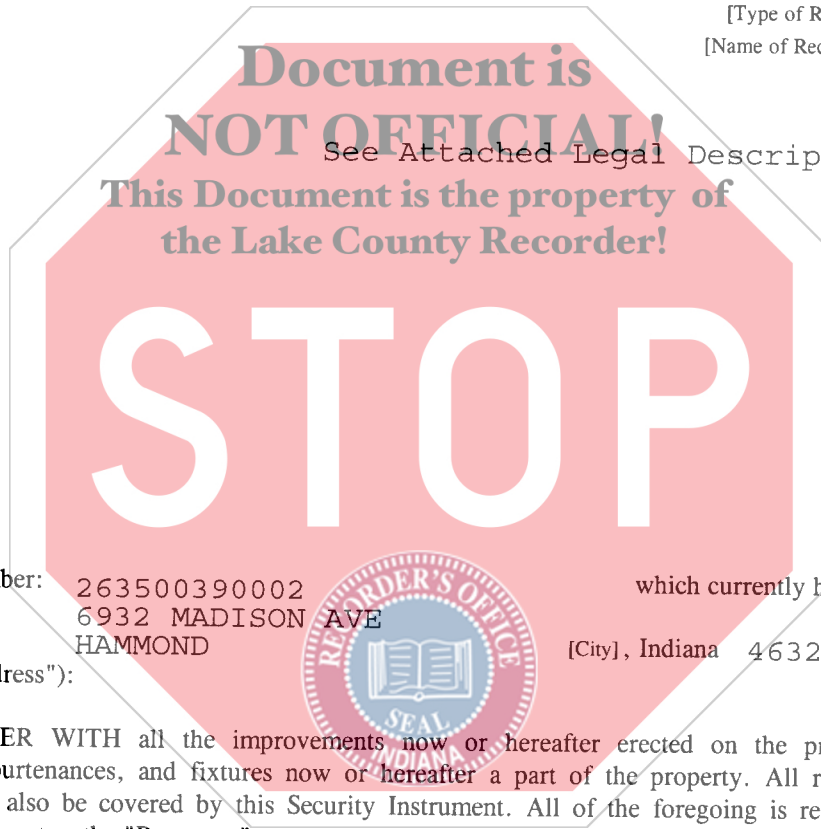 [Type of R
[Name of Rec
Document is
NOT OFFICIAL!
See Attached Legal Descrip
This Document is the property of
the Lake County Recorder!
STOP
ber: 263500390002 which currently h
6932 MADISON AVE
HAMMOND [City], Indiana 4632
lress"):
RECORDER'S OFFICE
SEAL
INDIANA
ER WITH all the improvements now or hereafter erected on the pr
urtenances, and fixtures now or hereafter a part of the property. All r
also be covered by this Security Instrument. All of the foregoing is re